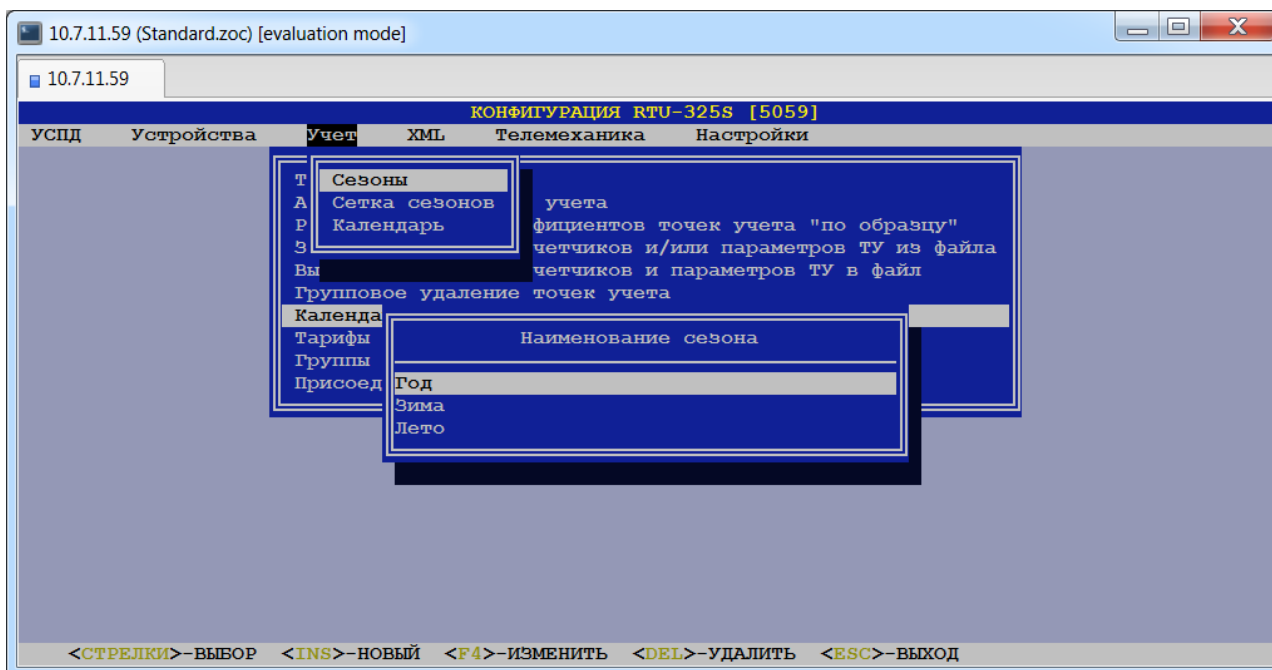 10.7.11.59 (Standard.zoc) [evaluation mode]
10.7.11.59
КОНФИГУРАЦИЯ RTU-325S [5059]
УСПД Устройства Учет XML Телемеханика Настройки
Т
Сезоны
А
Сетка сезонов
учета
Р
Календарь
фициентов точек учета "по образцу"
З
четчиков и/или параметров ТУ из файла
Вы
четчиков и параметров ТУ в файл
Групповое удаление точек учета
Календа
Тарифы
Наименование сезона
Группы
Присоед
Год
Зима
Лето
<СТРЕЛКИ>-ВЫБОР <INS>-НОВЫЙ <F4>-ИЗМЕНИТЬ <DEL>-УДАЛИТЬ <ESC>-ВЫХОД